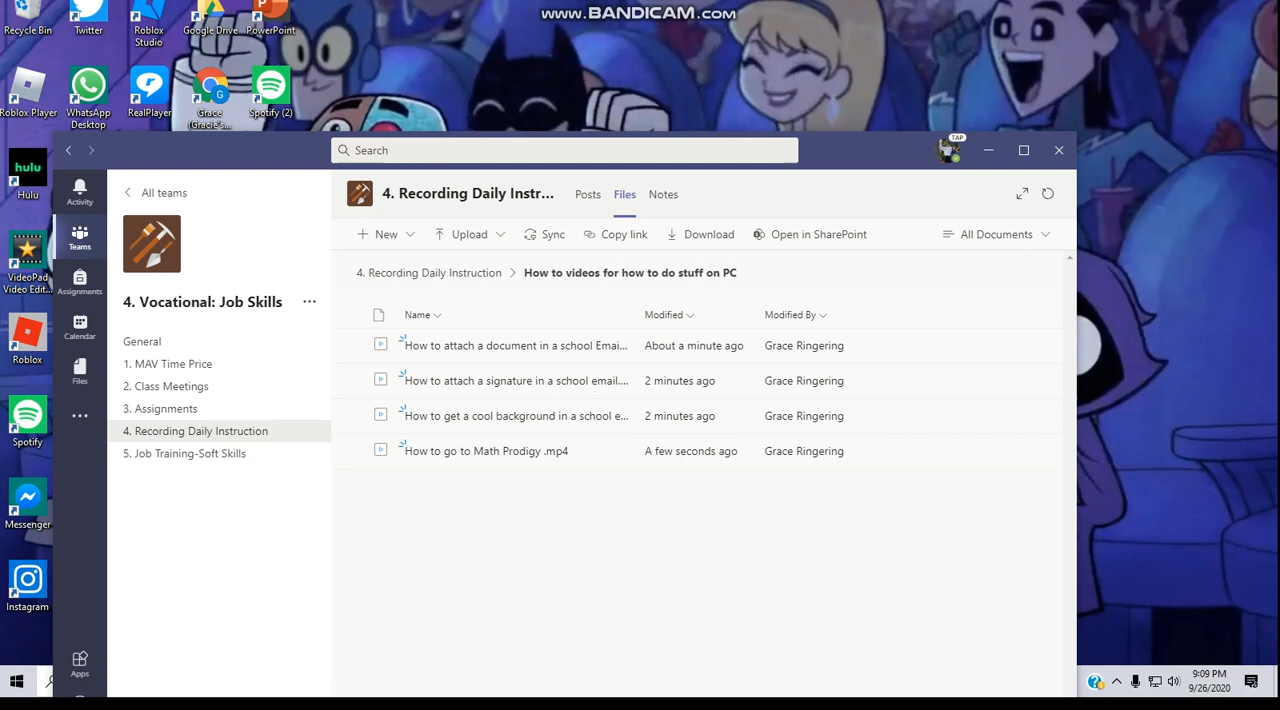 www.BANDICAM.com
Recycle Bin
Twitter
Roblox
Studio
Google Drive
PowerPoint
Roblox Player
WhatsApp
Desktop
RealPlayer
Grace
(Gracie's...
Spotify (2)
hulu
Hulu
VideoPad
Video Edit...
Roblox
Spotify
Messenger
Instagram
Search
TAP
Activity
Teams
Assignments
Calendar
Files
Apps
All teams
4. Vocational: Job Skills
General
1. MAV Time Price
2. Class Meetings
3. Assignments
4. Recording Daily Instruction
5. Job Training-Soft Skills
4. Recording Daily Instr... Posts Files Notes
New Upload Sync Copy link Download Open in SharePoint All Documents
4. Recording Daily Instruction > How to videos for how to do stuff on PC
Name Modified Modified By
How to attach a document in a school Emai... About a minute ago Grace Ringering
How to attach a signature in a school email.... 2 minutes ago Grace Ringering
How to get a cool background in a school e... 2 minutes ago Grace Ringering
How to go to Math Prodigy .mp4 A few seconds ago Grace Ringering
9:09 PM
9/26/2020